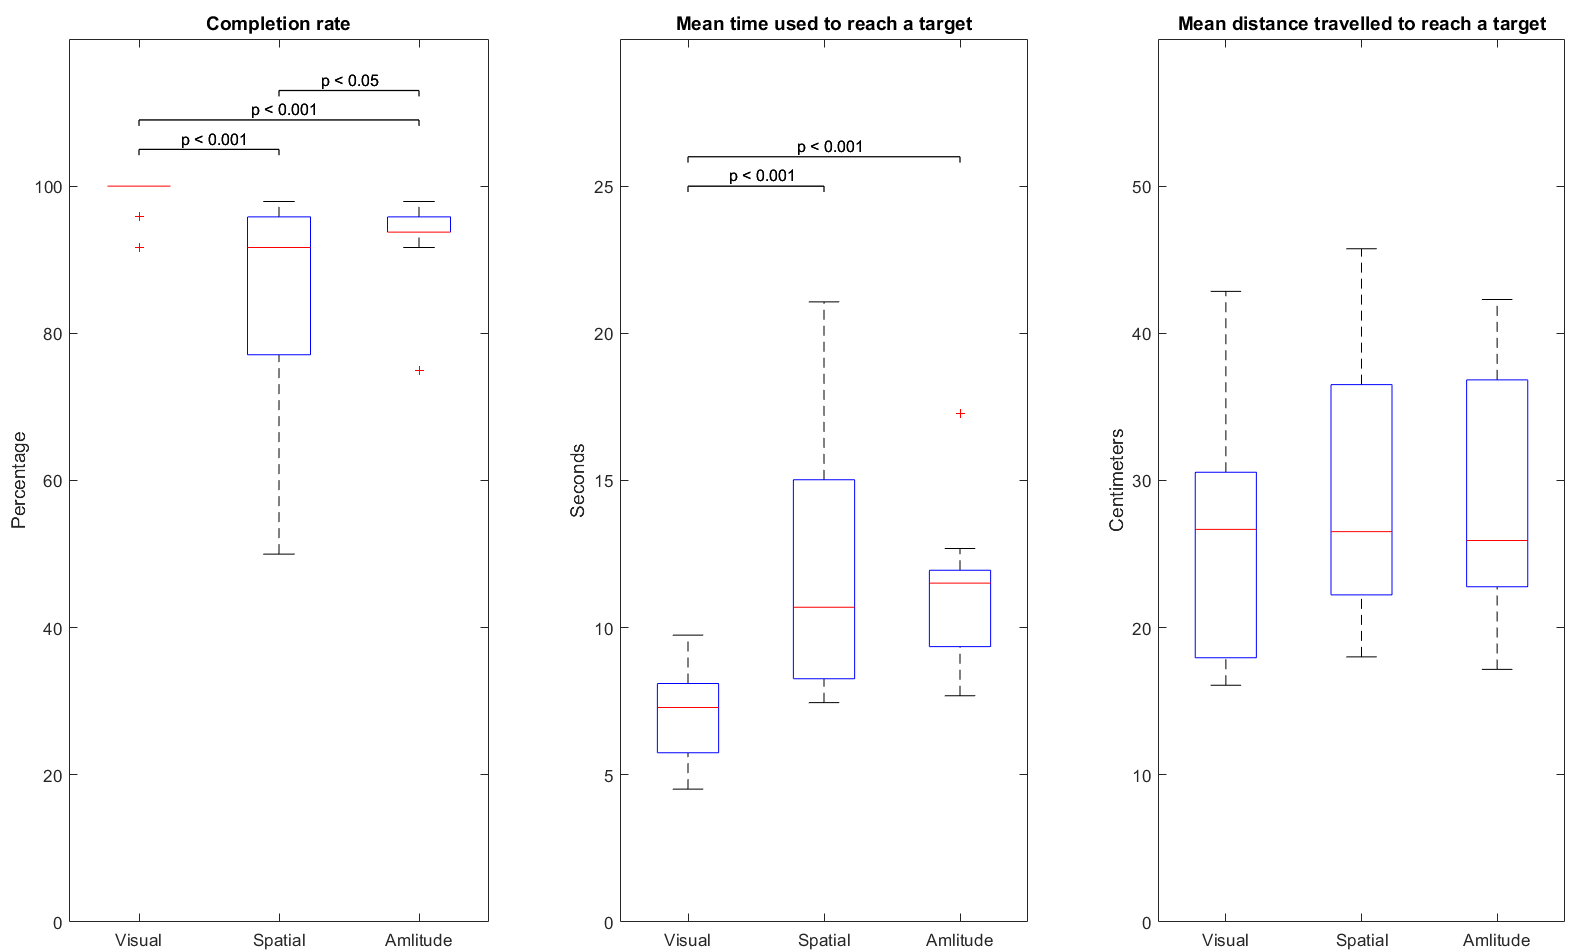 Completion rate
p < 0.05
p < 0.001
p < 0.001
100
80
60
40
20
0
Percentage
Visual
Spatial
Amlitude
Mean time used to reach a target
p < 0.001
p < 0.001
25
20
15
10
5
0
Seconds
Visual
Spatial
Amlitude
Mean distance travelled to reach a target
50
40
30
20
10
0
Centimeters
Visual
Spatial
Amlitude